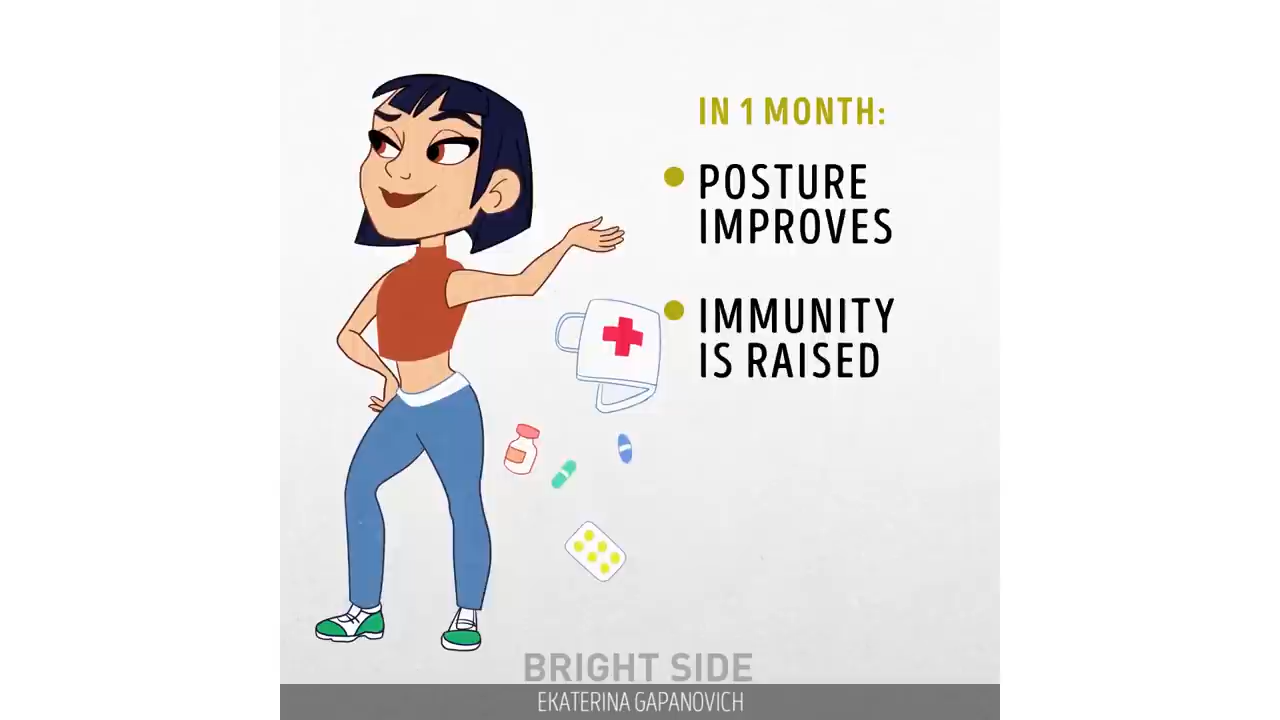 IN 1 MONTH:
POSTURE
IMPROVES
IMMUNITY
IS RAISED
BRIGHT SIDE
EKATERINA GAPANOVICH